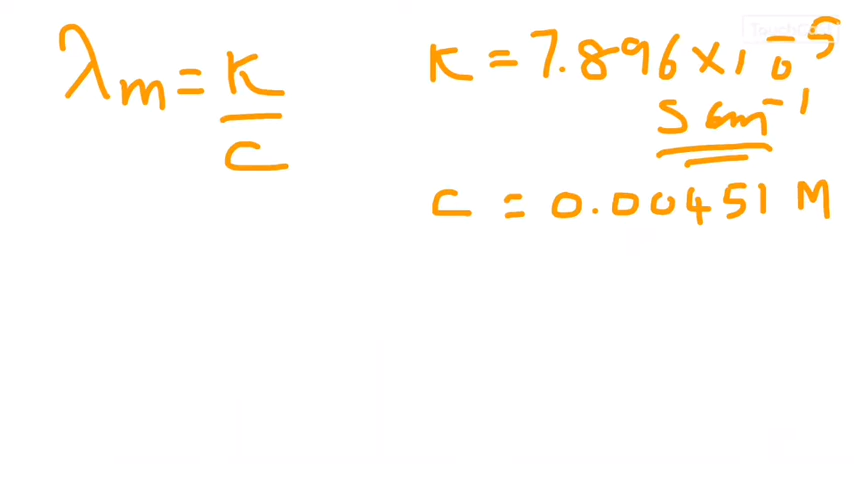 λm = K/C
K = 7.896 × 10⁻⁵
S cm⁻¹
C = 0.00451 M